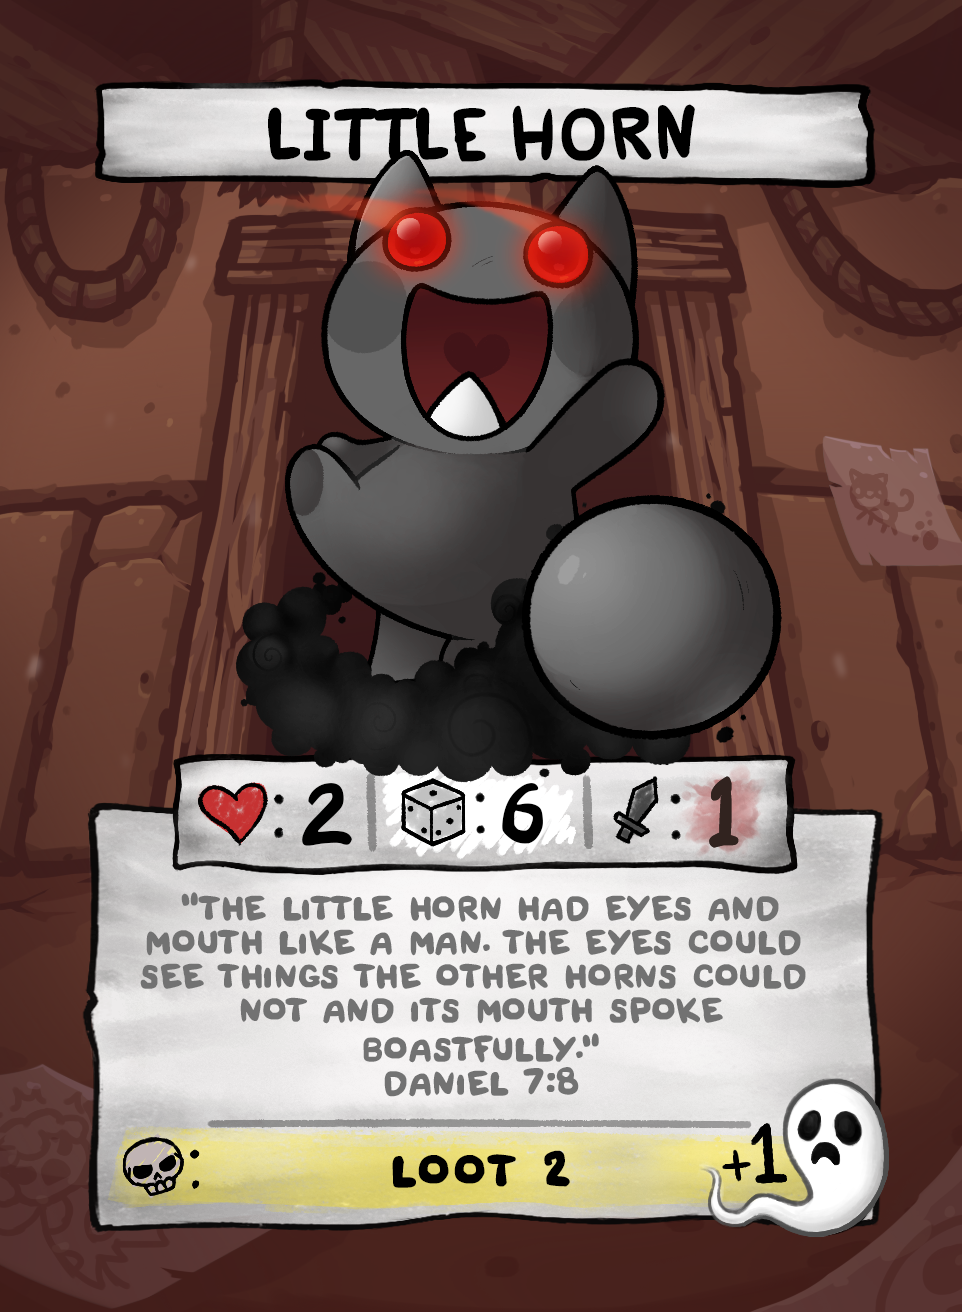 LITTLE HORN
: 2 : 6 : 1
"THE LITTLE HORN HAD EYES AND
MOUTH LIKE A MAN. THE EYES COULD
SEE THINGS THE OTHER HORNS COULD
NOT AND ITS MOUTH SPOKE
BOASTFULLY."
DANIEL 7:8
: LOOT 2 +1